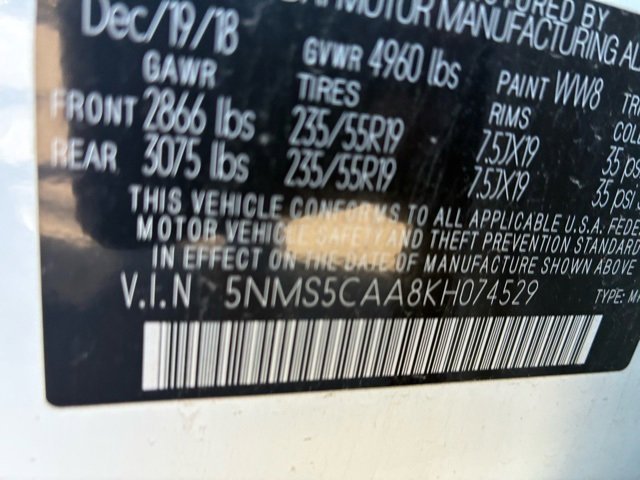 MOTOR MANUFACTURING AL
Dec/19/18 GVWR 4960 lbs PAINT WW8
GAWR TIRES RIMS
FRONT 2866 lbs 235/55R19 7.5JX19 35 ps
REAR 3075 lbs 235/55R19 7.5JX19 35 psi
THIS VEHICLE CONFORMS TO ALL APPLICABLE U.S.A. FEDE
MOTOR VEHICLE SAFETY AND THEFT PREVENTION STANDARD
IN EFFECT ON THE DATE OF MANUFACTURE SHOWN ABOVE
V.I.N 5NMS5CAA8KH074529 TYPE: